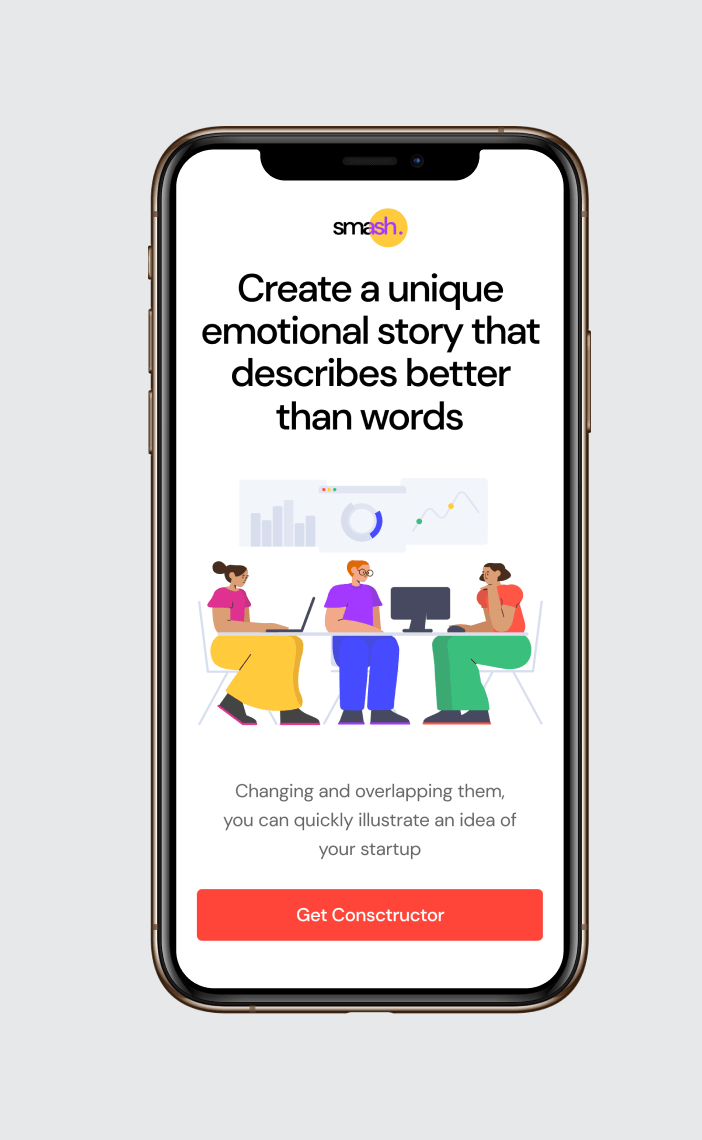 smash.
Create a unique
emotional story that
describes better
than words
Changing and overlapping them,
you can quickly illustrate an idea of
your startup
Get Consctructor